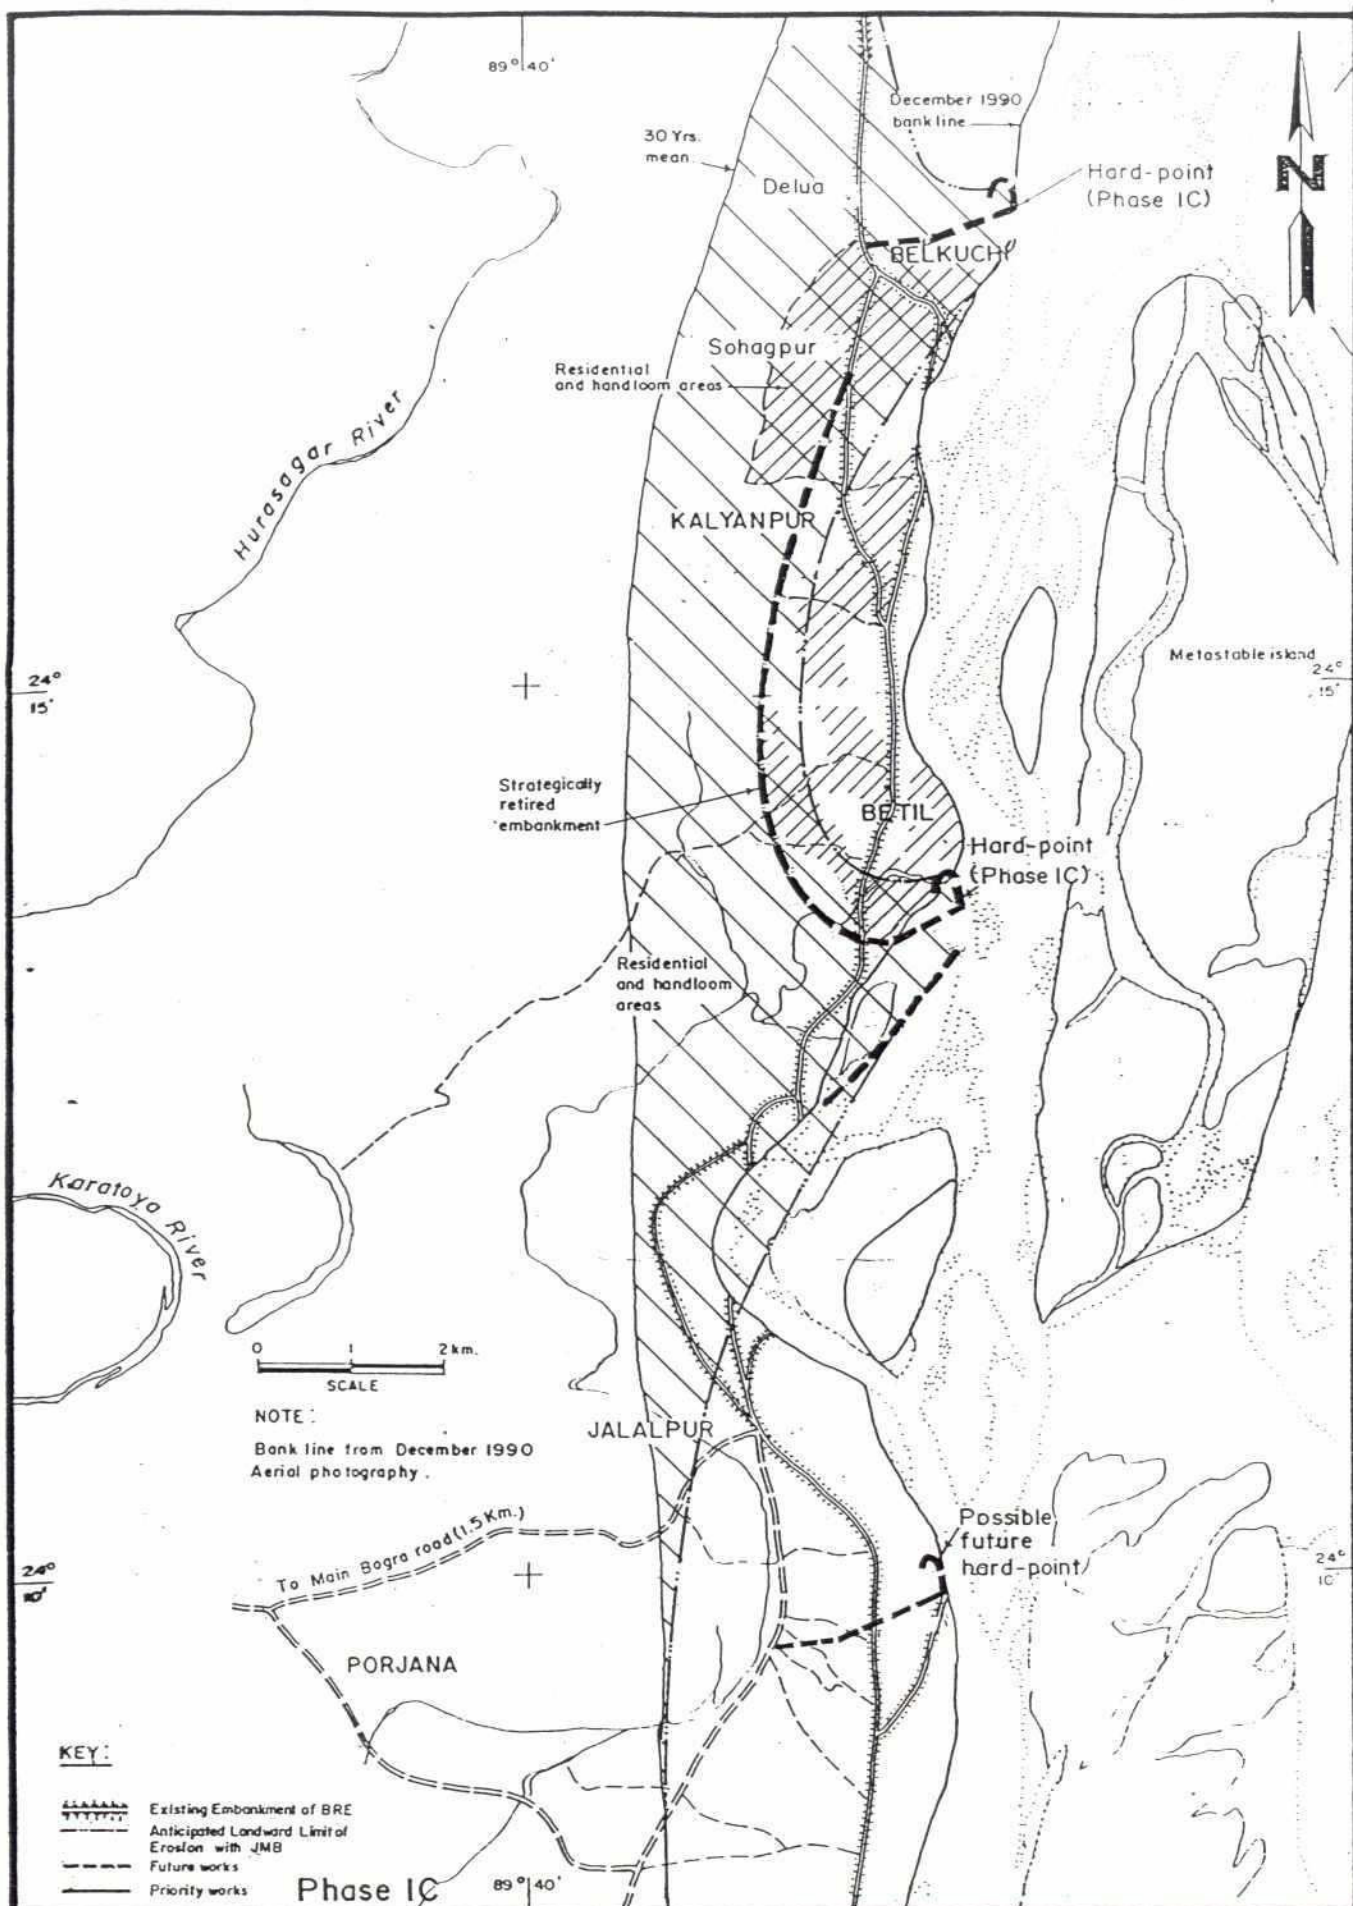 89° 40'
December 1990
bank line
30 Yrs.
mean
N
Delua
Hard-point
(Phase 1C)
BELKUCHI
Sohagpur
Residential
and handloom areas
Hurasagar River
KALYANPUR
Metastable island
24°
15'
24°
15'
Strategically
retired
embankment
BETIL
Hard-point
(Phase 1C)
Residential
and handloom
areas
Karatoya River
0 1 2 km.
SCALE
NOTE:
Bank line from December 1990
Aerial photography.
JALALPUR
To Main Bogra road (1.5 Km.)
Possible
future
hard-point
24°
10'
24°
10'
PORJANA
KEY:
Existing Embankment of BRE
Anticipated Landward Limit of
Erosion with JMB
Future works
Priority works
Phase 1C
89° 40'